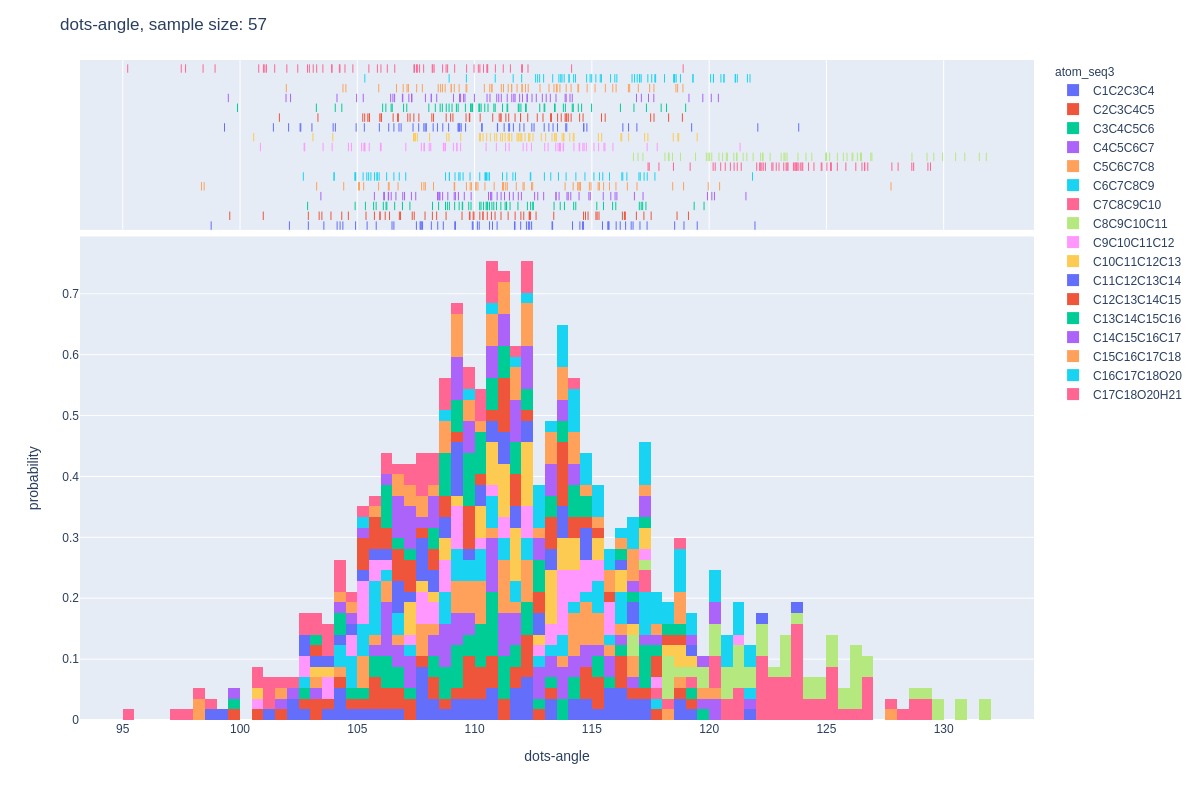 dots-angle, sample size: 57
atom_seq3
C1C2C3C4
C2C3C4C5
C3C4C5C6
C4C5C6C7
C5C6C7C8
C6C7C8C9
C7C8C9C10
C8C9C10C11
C9C10C11C12
C10C11C12C13
C11C12C13C14
C12C13C14C15
C13C14C15C16
C14C15C16C17
C15C16C17C18
C16C17C18O20
C17C18O20H21
probability
0.7
0.6
0.5
0.4
0.3
0.2
0.1
0
95 100 105 110 115 120 125 130
dots-angle